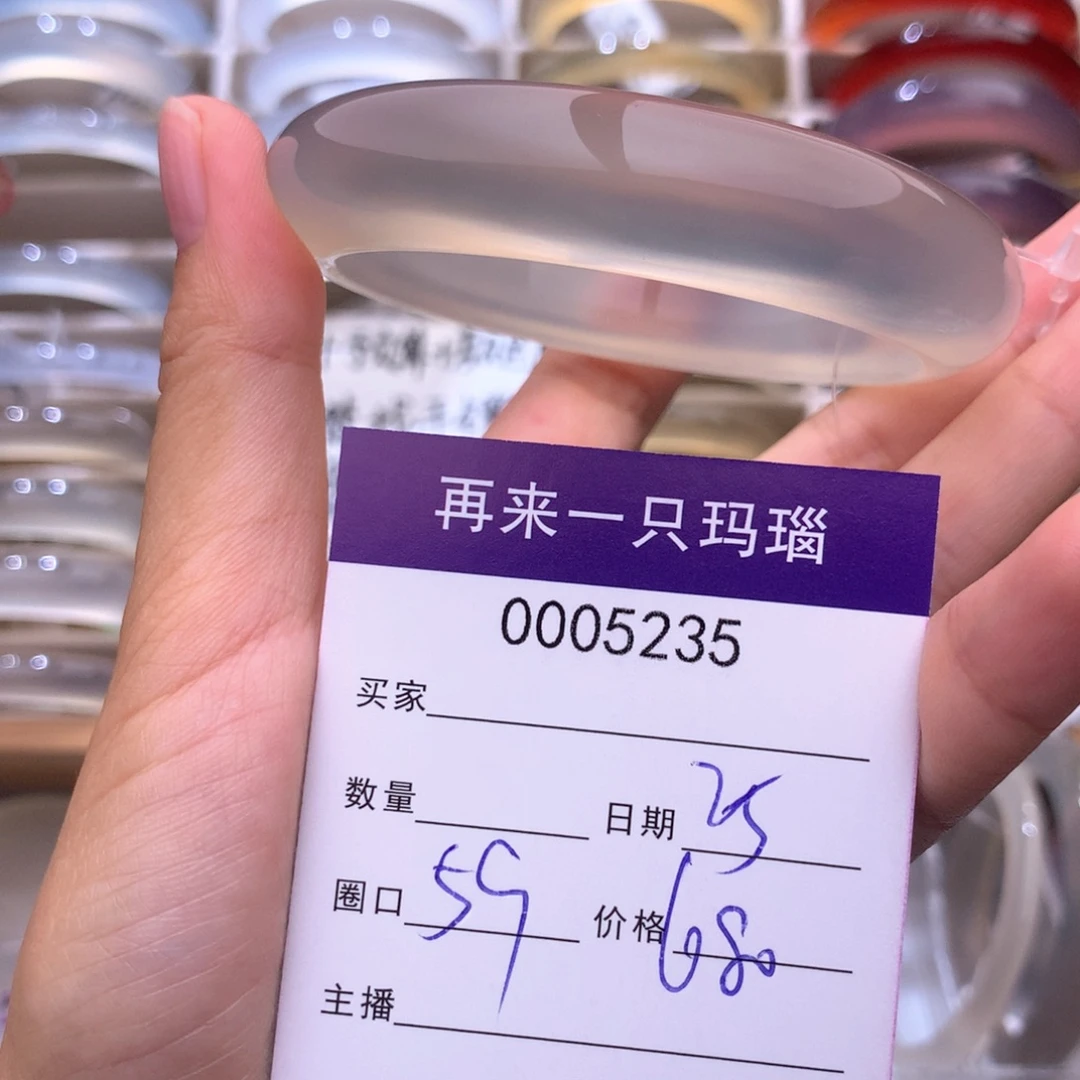 再来一只玛瑙
0005235
买家
数量 日期 25
圈口 59 价格 680
主播